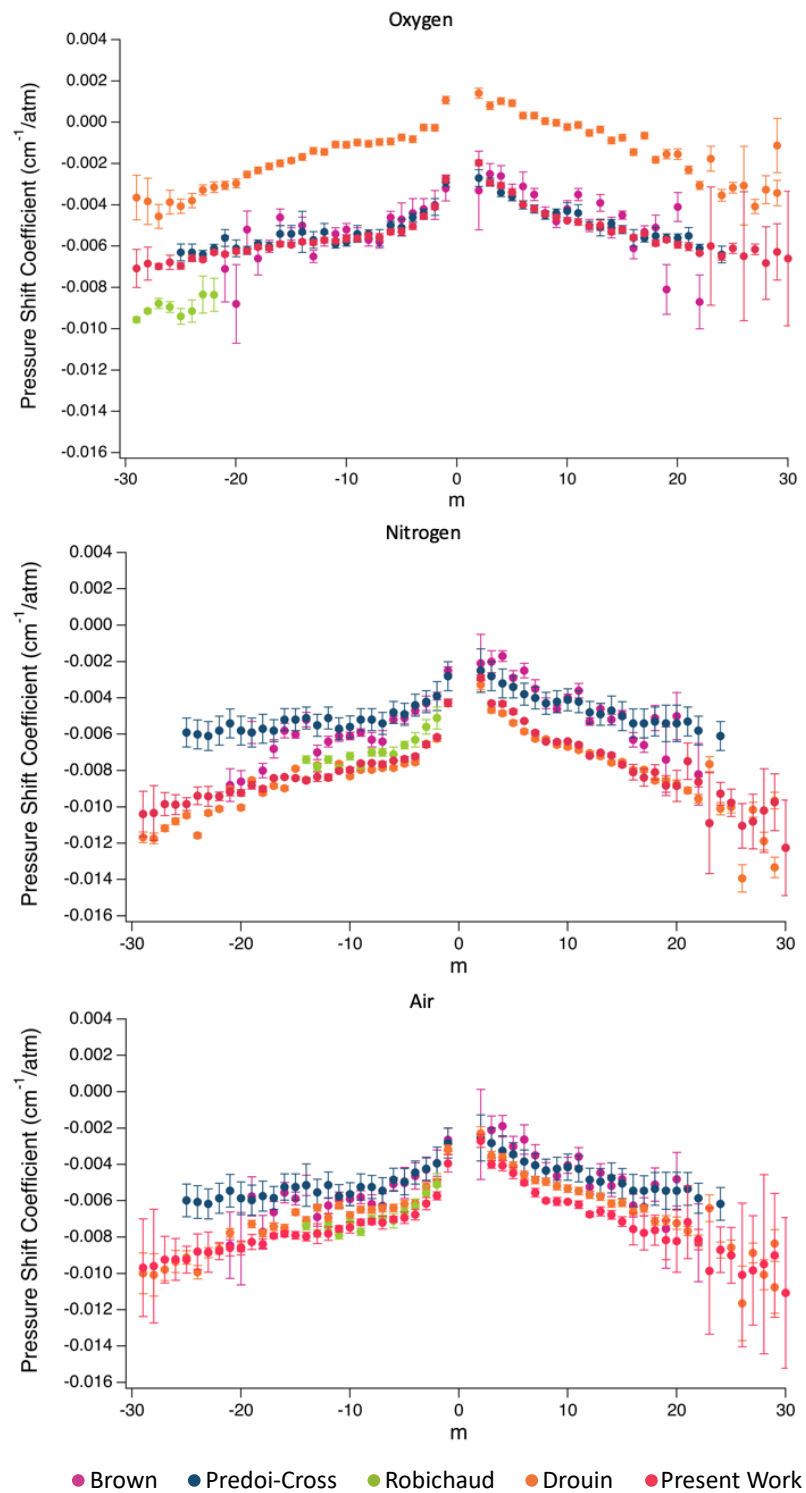 Oxygen
Pressure Shift Coefficient (cm⁻¹/atm)
0.004
0.002
0.000
-0.002
-0.004
-0.006
-0.008
-0.010
-0.012
-0.014
-0.016
-30 -20 -10 0 10 20 30
m
Nitrogen
Pressure Shift Coefficient (cm⁻¹/atm)
0.004
0.002
0.000
-0.002
-0.004
-0.006
-0.008
-0.010
-0.012
-0.014
-0.016
-30 -20 -10 0 10 20 30
m
Air
Pressure Shift Coefficient (cm⁻¹/atm)
0.004
0.002
0.000
-0.002
-0.004
-0.006
-0.008
-0.010
-0.012
-0.014
-0.016
-30 -20 -10 0 10 20 30
m
Brown Predoi-Cross Robichaud Drouin Present Work